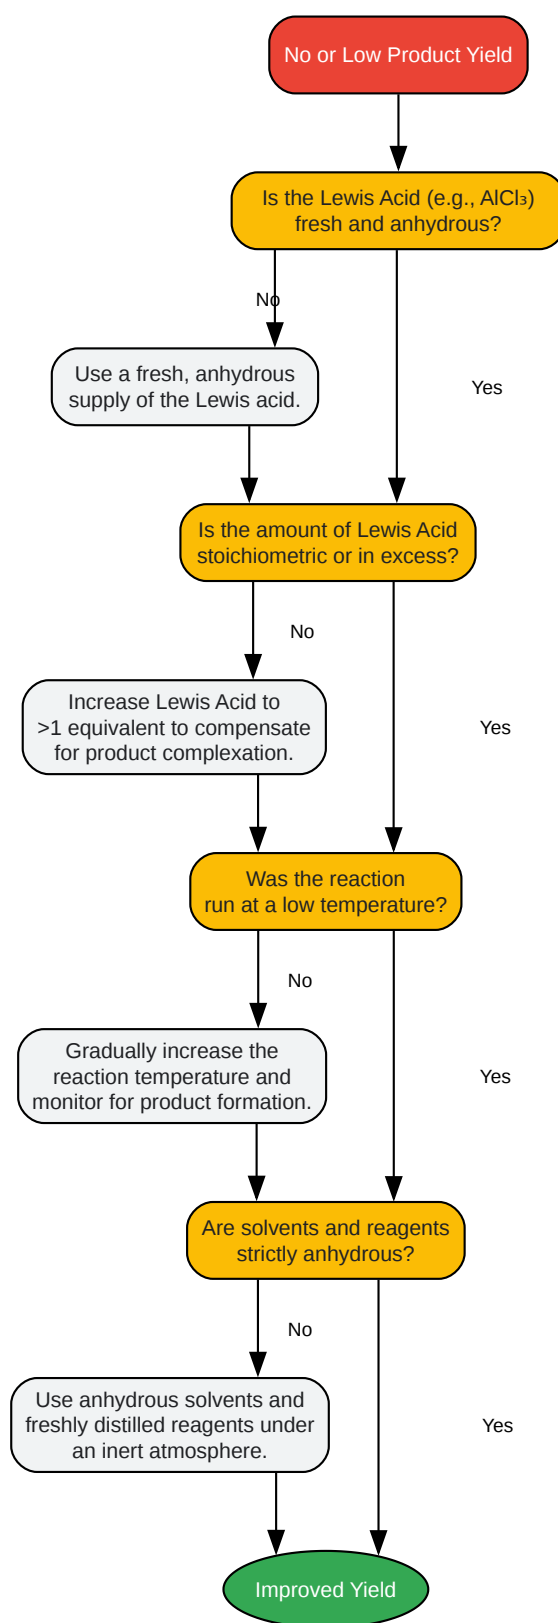 No or Low Product Yield
Is the Lewis Acid (e.g., AlCl₃)
fresh and anhydrous?
No
Use a fresh, anhydrous
supply of the Lewis acid.
Yes
Is the amount of Lewis Acid
stoichiometric or in excess?
No
Increase Lewis Acid to
>1 equivalent to compensate
for product complexation.
Yes
Was the reaction
run at a low temperature?
No
Gradually increase the
reaction temperature and
monitor for product formation.
Yes
Are solvents and reagents
strictly anhydrous?
No
Use anhydrous solvents and
freshly distilled reagents under
an inert atmosphere.
Yes
Improved Yield